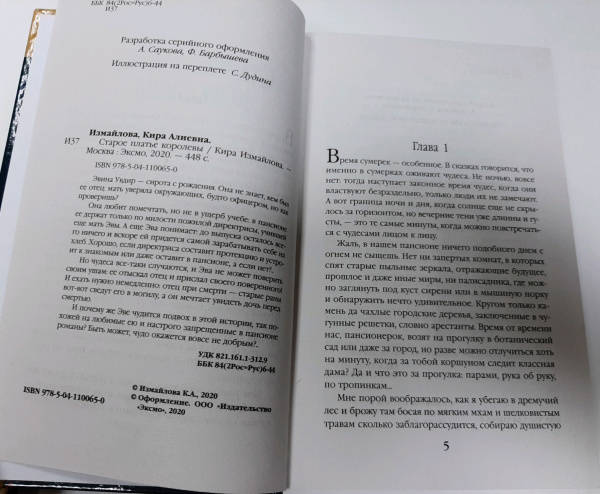 ББК 84(2Рос=Рус)6-44
И37
Разработка серийного оформления
А. Саукова, Ф. Барбышева
Иллюстрация на переплете С. Дудина
Измайлова, Кира Алиевна.
И37
Старое платье королевы / Кира Измайлова. —
Москва : Эксмо, 2020. — 448 с.
ISBN 978-5-04-110065-0
Эвина Увдир — сирота с рождения. Она не знает, кем был
ее отец: мать уверяла окружающих, будто офицером, но как
проверишь?
Она любит помечтать, но не в ущерб учебе: в пансионе
ее держат только по милости пожилой директрисы, учившей
еще мать Эвы. А еще Эва понимает: до выпуска осталось все-
го ничего и вскоре ей придется самой зарабатывать себе на
хлеб. Хорошо, если директриса составит протекцию и устро-
ит к знакомым или даже оставит в пансионе, а если нет?..
Но чудеса все-таки случаются, и Эва не может поверить
своим ушам: ее отыскал отец и прислал своего поверенного!
И ехать нужно немедленно: отец при смерти — старые раны
вот-вот сведут его в могилу, а он мечтает увидеть дочь перед
смертью.
И почему же Эве чудится подвох в этой истории, так по-
хожей на любимые ею и настрого запрещенные в пансионе
романы? Быть может, чудо окажется вовсе не добрым?..
УДК 821.161.1-312.9
ББК 84(2Рос=Рус)6-44
© Измайлова К.А., 2020
© Оформление. ООО «Издательство
«Эксмо», 2020
ISBN 978-5-04-110065-0
Глава 1
Время сумерек — особенное. В сказках говорится, что
именно в сумерках оживают чудеса. Не ночью, вовсе
нет: тогда наступает законное время чудес, когда они
властвуют безраздельно, только люди их не замечают.
А вот граница ночи и дня, когда солнце еще не скры-
лось за горизонтом, но вечерние тени уже длинны и гу-
сты, — это те самые минуты, когда можно повстречать-
ся с чудесами лицом к лицу.
Жаль, в нашем пансионе ничего подобного днем с
огнем не сыщешь. Нет ни запертых комнат, в которых
спят старые пыльные зеркала, отражающие будущее,
прошлое и даже иные миры, ни палисадника, где мож-
но заглянуть под куст сирени или в мышиную норку
и обнаружить нечто удивительное. Кругом только ка-
мень да чахлые городские деревья, заключенные в чу-
гунные решетки, словно арестанты. Время от времени
нас, пансионерок, возят на прогулку в ботанический
сад или даже за город, но разве можно отлучиться хоть
на минуту, когда за тобой коршуном следит классная
дама? Да и что это за прогулка: парами, рука об руку,
по тропинкам...
Мне порой воображалось, как я убегаю в дремучий
лес и брожу там босая по мягким мхам и шелковистым
травам сколько заблагорассудится, собираю душистую
5